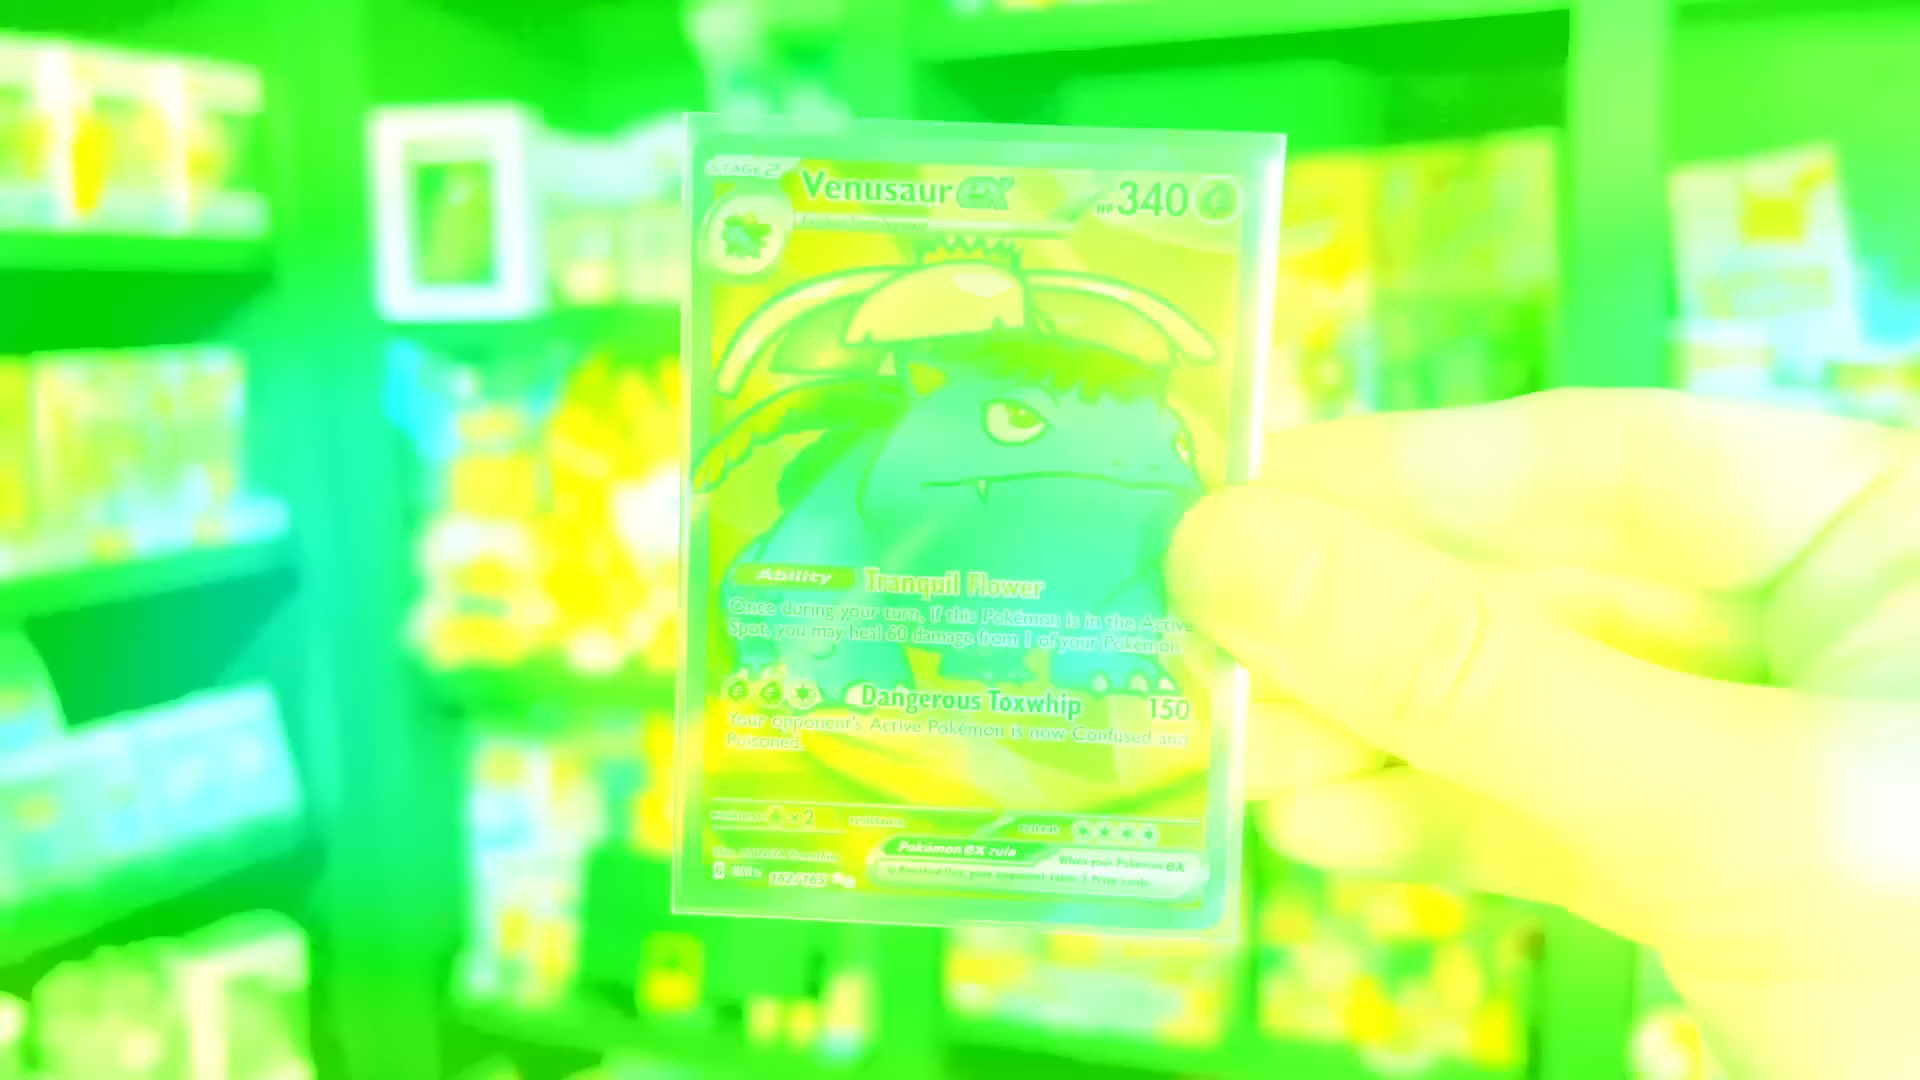 STAGE 2 Venusaur ex HP 340
Ability Tranquil Flower
Once during your turn, if this Pokémon is in the Active
Spot, you may heal 60 damage from 1 of your Pokémon.
Dangerous Toxwhip 150
Your opponent's Active Pokémon is now Confused and
Poisoned.
weakness ×2 resistance retreat
Pokémon ex rule
When your Pokémon ex
is Knocked Out, your opponent takes 2 Prize cards.
G 182/165